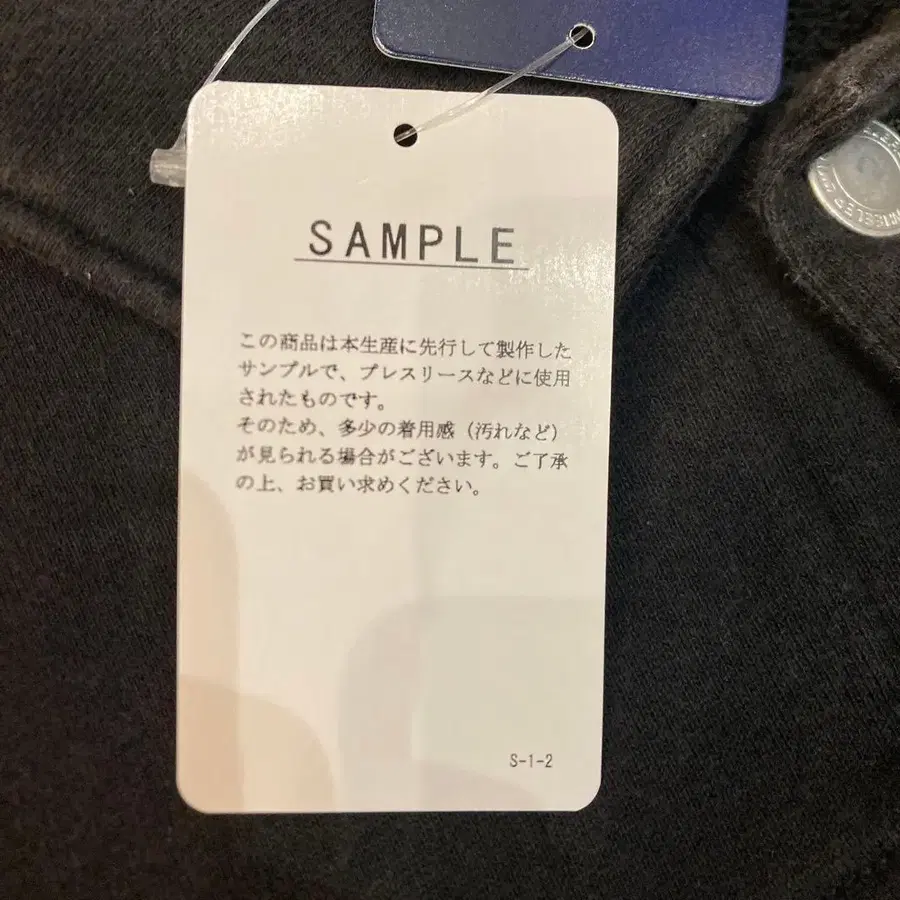 SAMPLE
この商品は本生産に先行して製作した
サンプルで、プレスリースなどに使用
されたものです。
そのため、多少の着用感（汚れなど）
が見られる場合がございます。ご了承
の上、お買い求めください。
S-1-2